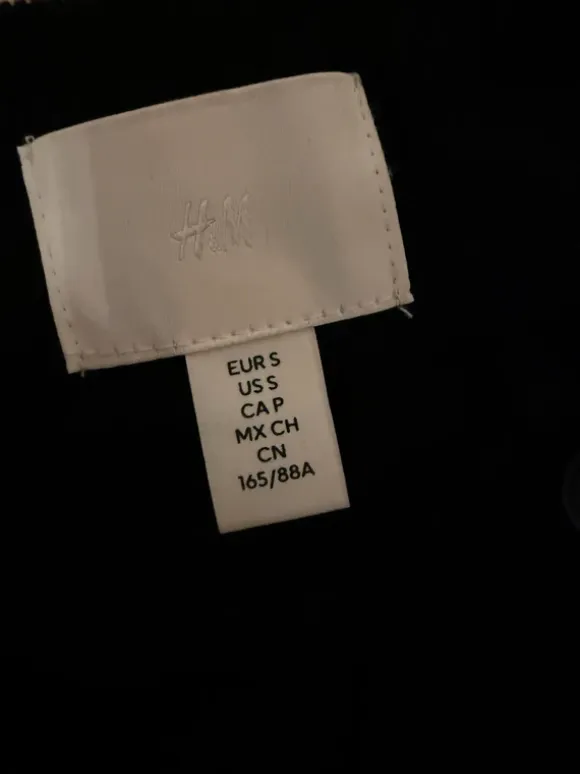 H&M
EUR S
US S
CA P
MX CH
CN
165/88A